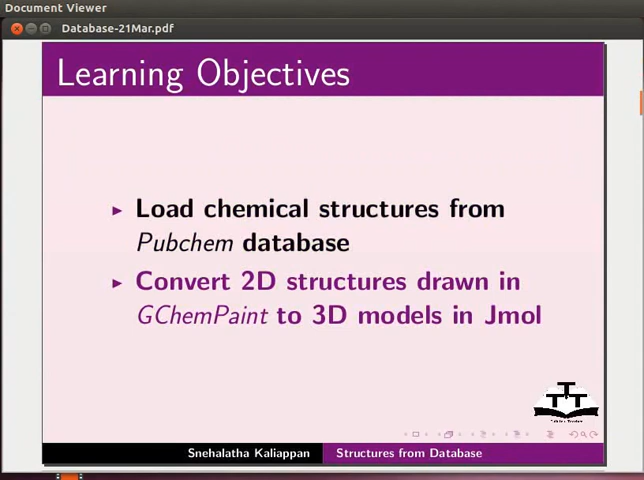 Document Viewer
Database-21Mar.pdf
Learning Objectives
Load chemical structures from
Pubchem database
Convert 2D structures drawn in
GChemPaint to 3D models in Jmol
Snehalatha Kaliappan
Structures from Database